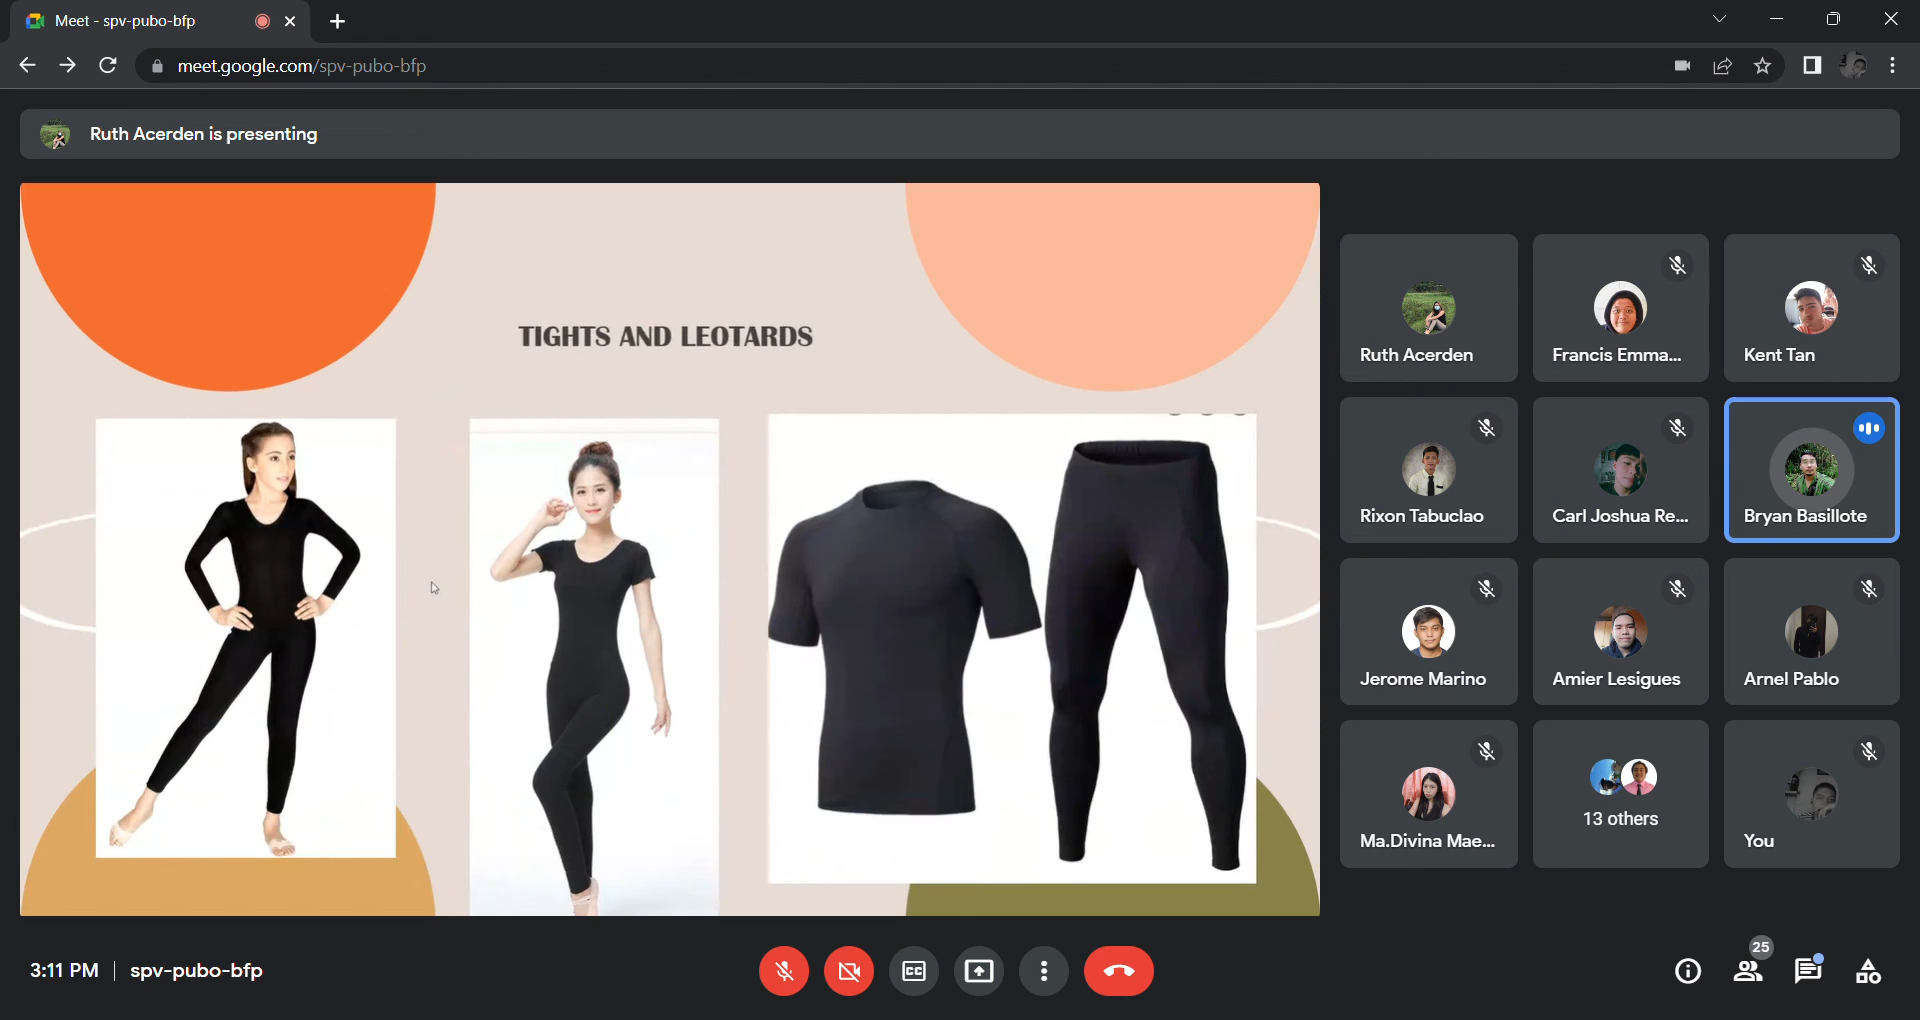 Meet - spv-pubo-bfp
meet.google.com/spv-pubo-bfp
Ruth Acerden is presenting
TIGHTS AND LEOTARDS
Ruth Acerden
Francis Emma...
Kent Tan
Rixon Tabuclao
Carl Joshua Re...
Bryan Basillote
Jerome Marino
Amier Lesigues
Arnel Pablo
Ma.Divina Mae...
13 others
You
3:11 PM
spv-pubo-bfp
CC
25